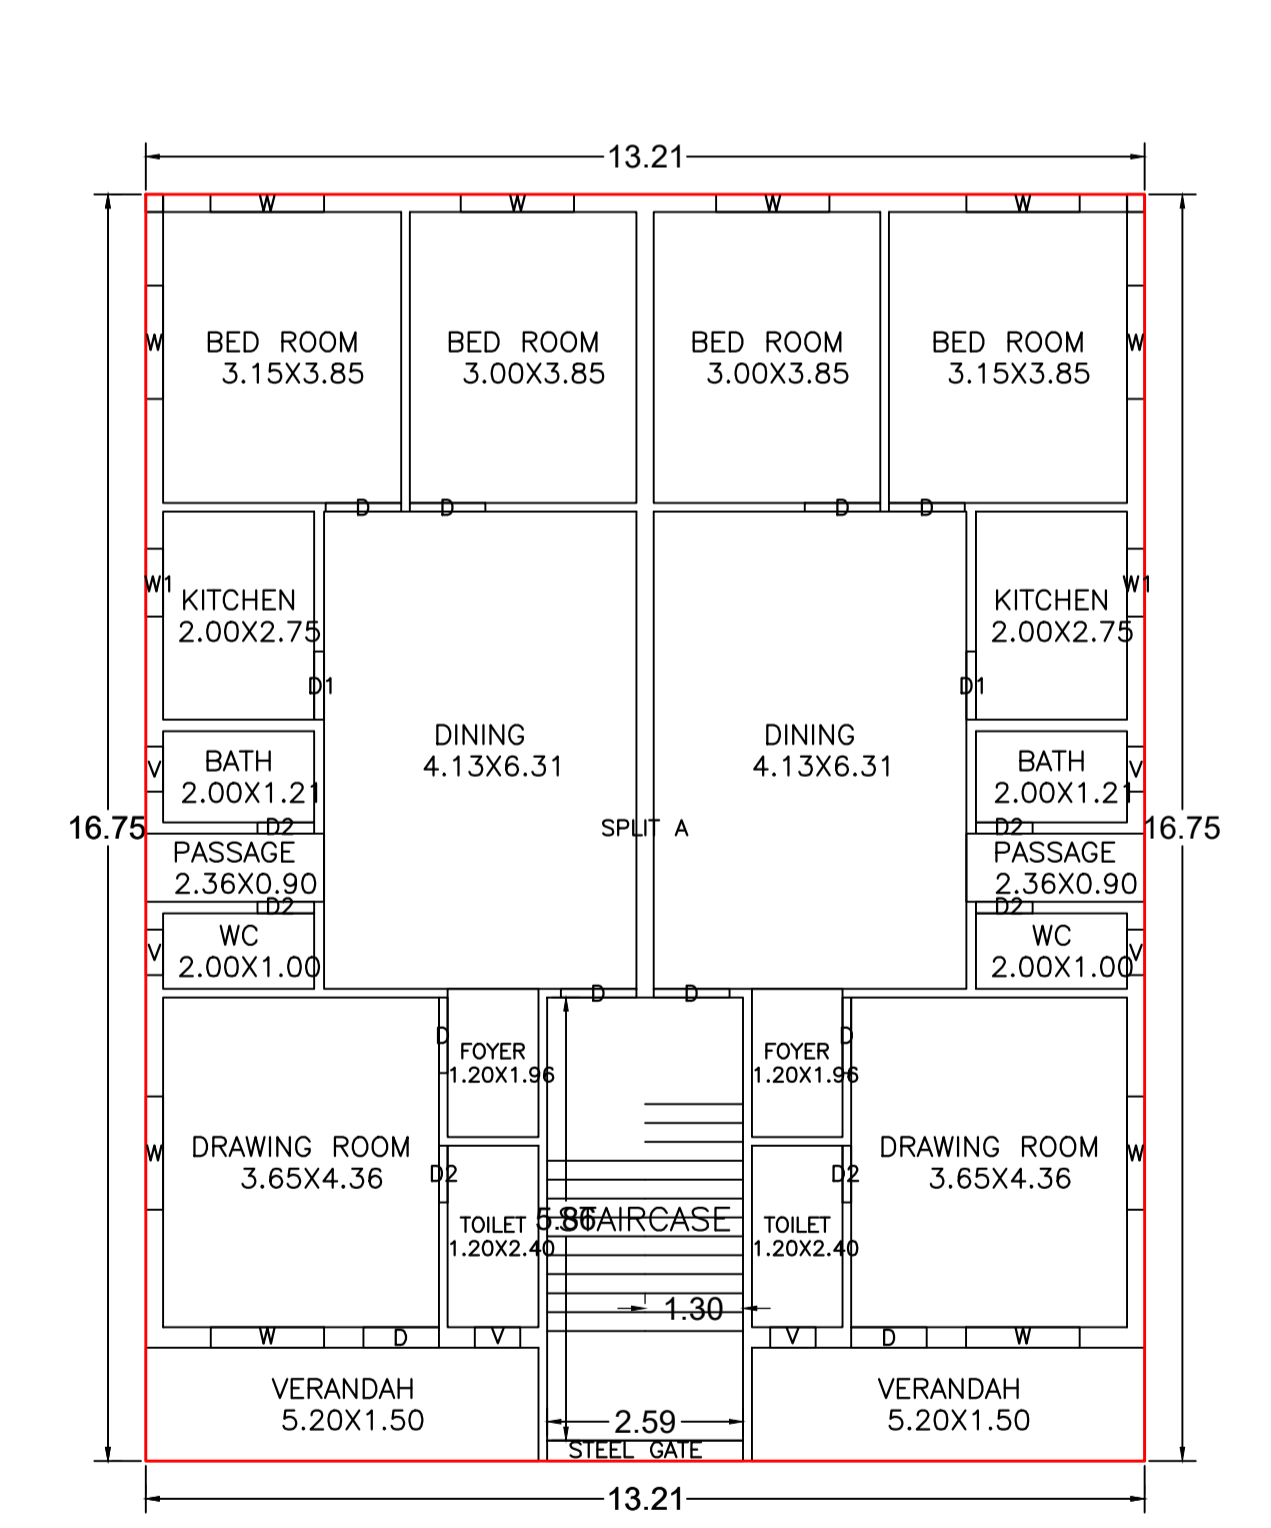 13.21
W W W W
BED ROOM
3.15X3.85
BED ROOM
3.00X3.85
BED ROOM
3.00X3.85
BED ROOM
3.15X3.85
W W
D D D D
W1 W1
KITCHEN
2.00X2.75
KITCHEN
2.00X2.75
D1 D1
DINING
4.13X6.31
DINING
4.13X6.31
BATH
2.00X1.21
BATH
2.00X1.21
V V
16.75
D2
SPLIT A
D2
16.75
PASSAGE
2.36X0.90
PASSAGE
2.36X0.90
D2 D2
WC
2.00X1.00
WC
2.00X1.00
V V
D D
D D
FOYER
1.20X1.96
FOYER
1.20X1.96
DRAWING ROOM
3.65X4.36
DRAWING ROOM
3.65X4.36
W W
D2 D2
TOILET
1.20X2.40
5.86
STAIRCASE
TOILET
1.20X2.40
1.30
W D V V D W
VERANDAH
5.20X1.50
2.59
VERANDAH
5.20X1.50
STEEL GATE
13.21